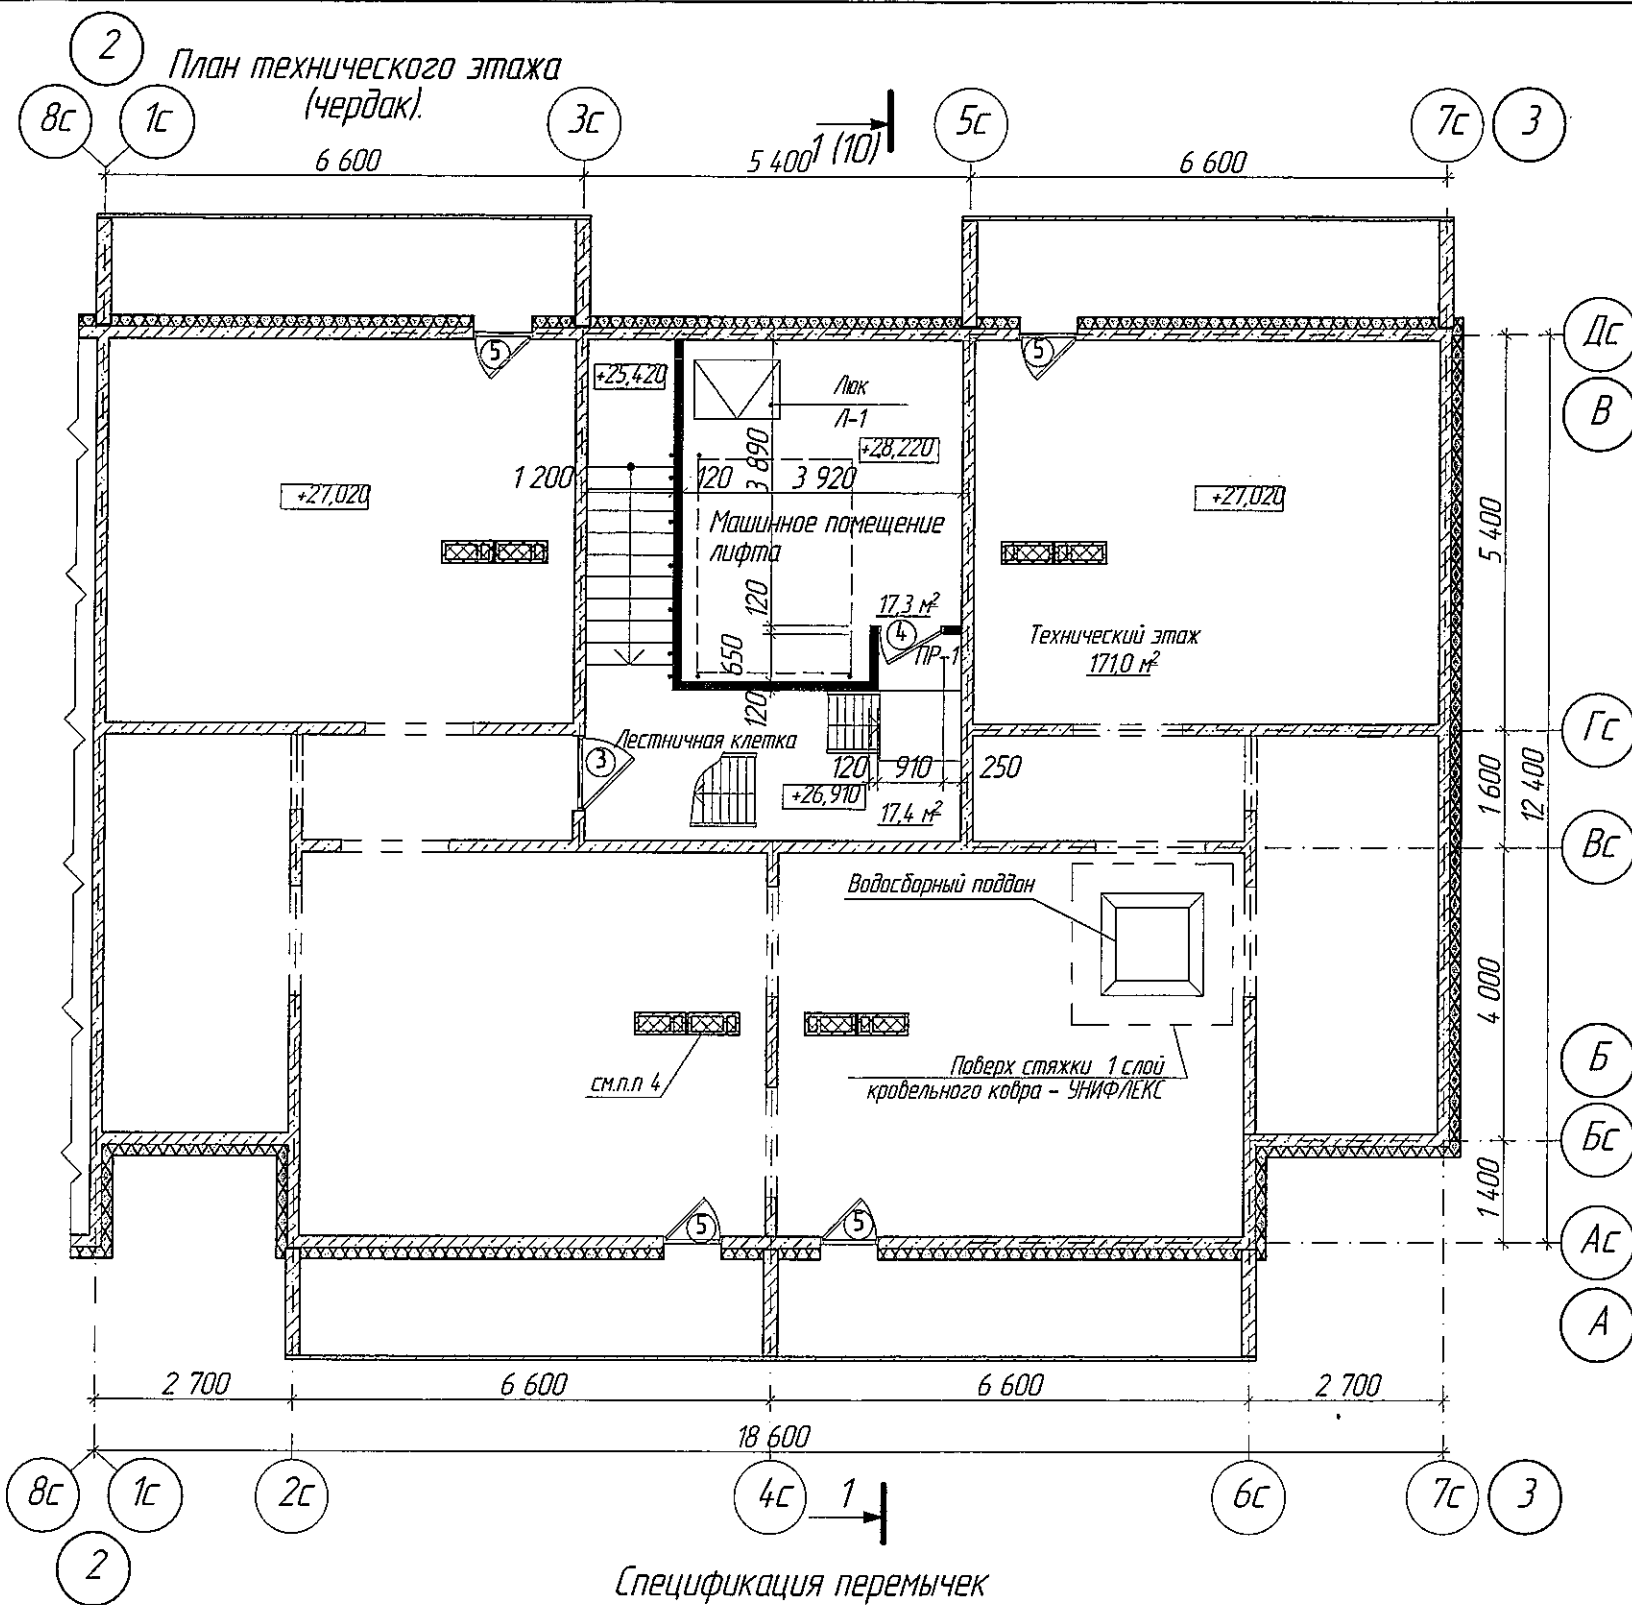 2
План технического этажа
(чердак).
8с 1с 3с 1 (10) 5с 7с 3
6 600 5 400 6 600
Дс
5 5
+25,420
Люк
Л-1
В
+28,220
3 890
1 200 120 3 920
+27,020 +27,020
Машинное помещение
лифта
5 400
120
17,3 м²
4
Технический этаж
171,0 м²
ПР-1
650
120
Гс
Лестничная клетка
3
120 910 250
+26,910
17,4 м²
1 600
12 400
Вс
Водосборный поддон
4 000
Поверх стяжки 1 слой
кровельного ковра – УНИФЛЕКС
см.п.п 4
Б
Бс
1 400
5 5
Ас
А
2 700 6 600 6 600 2 700
18 600
8с 1с 2с 4с 1 6с 7с 3
2
Спецификация перемычек